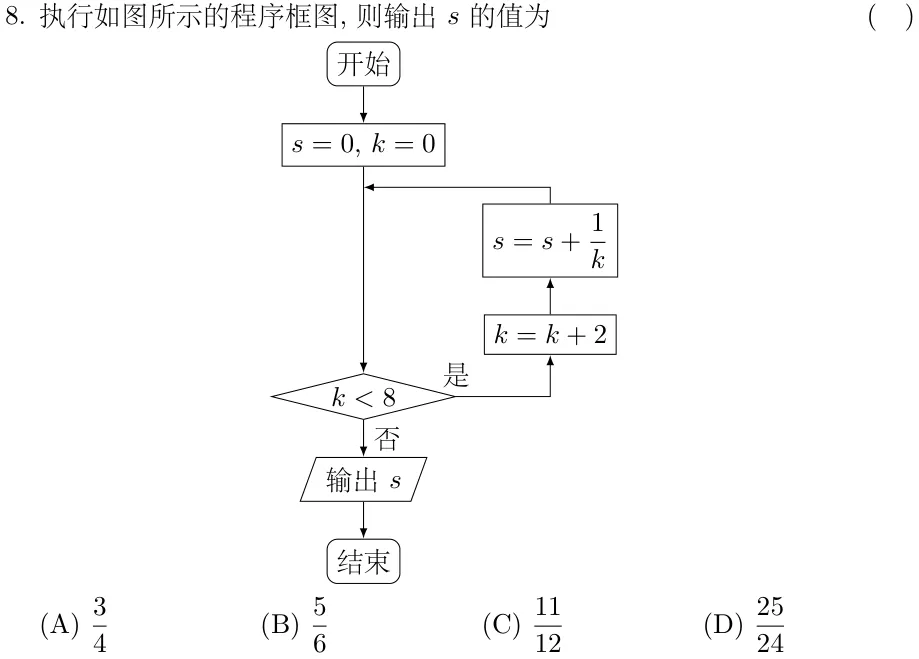 8. 执行如图所示的程序框图, 则输出 s 的值为 ( )
开始
s = 0, k = 0
s = s + 1/k
k = k + 2
是
k < 8
否
输出 s
结束
(A) 3/4 (B) 5/6 (C) 11/12 (D) 25/24